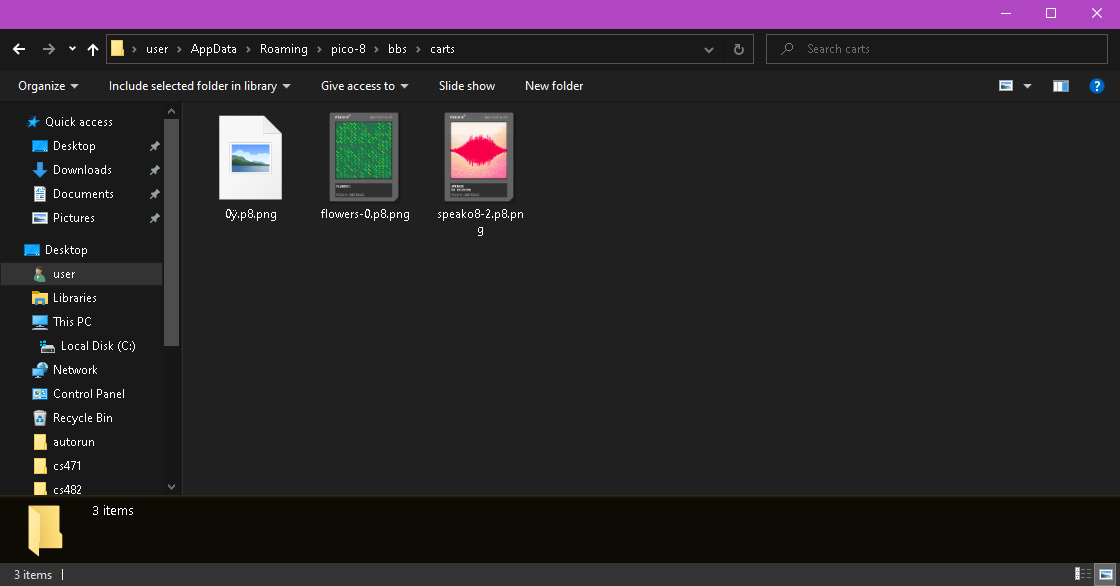 user
AppData
Roaming
pico-8
bbs
carts
Search carts
Organize
Include selected folder in library
Give access to
Slide show
New folder
?
Quick access
Desktop
Downloads
Documents
Pictures
Desktop
user
Libraries
This PC
Local Disk (C:)
Network
Control Panel
Recycle Bin
autorun
cs471
cs482
0ÿ.p8.png
flowers-0.p8.png
speako8-2.p8.pn
g
3 items
3 items